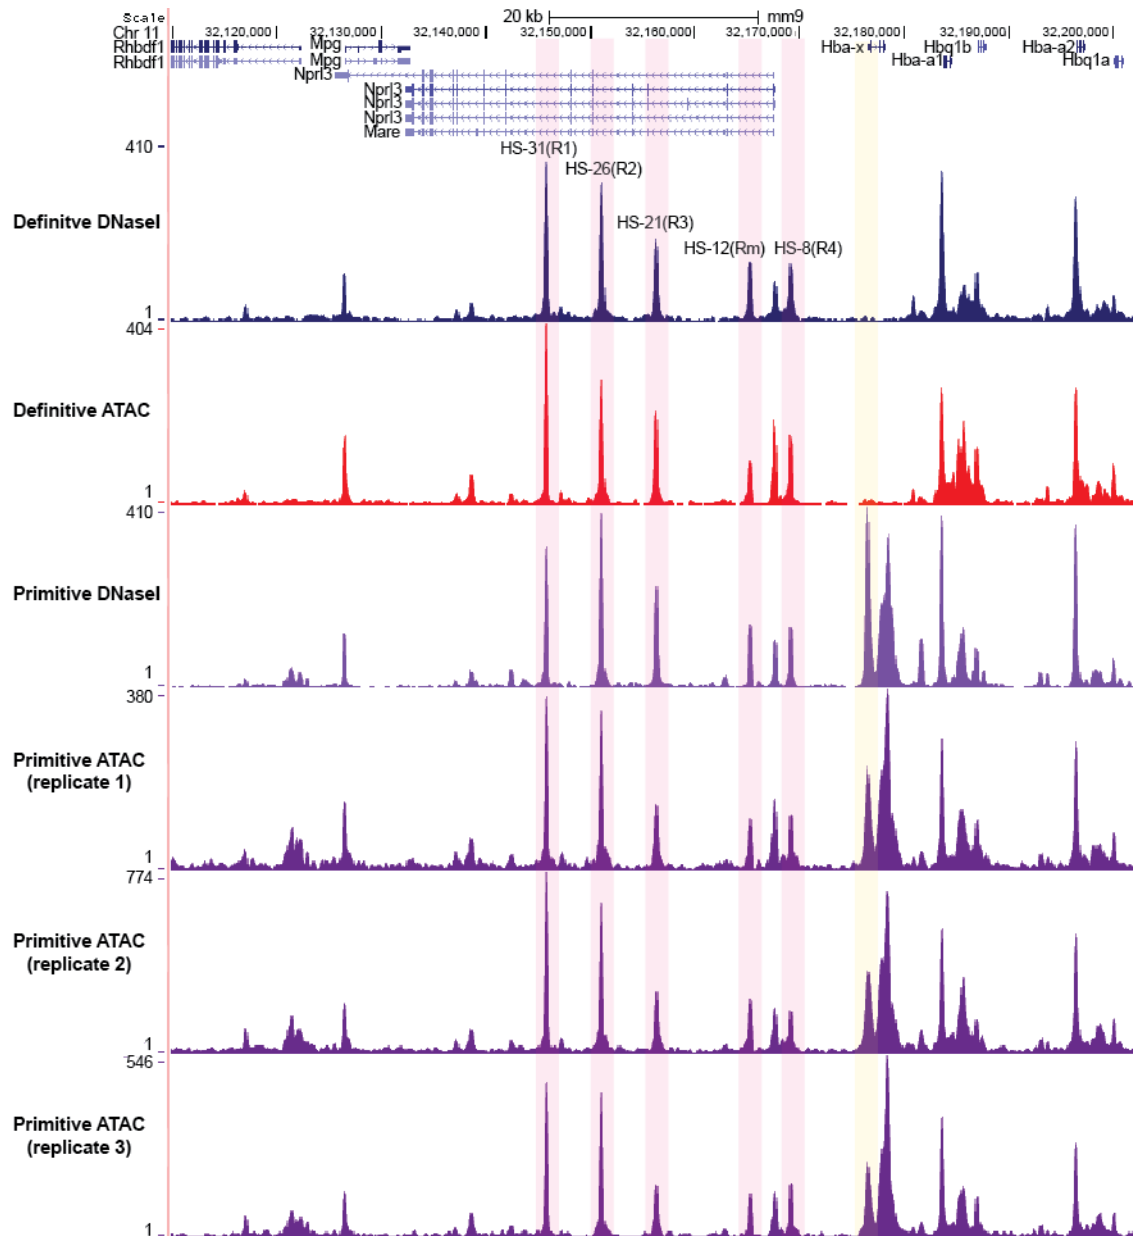 Scale 20 kb mm9
Chr 11 32,120,000 32,130,000 32,140,000 32,150,000 32,160,000 32,170,000 32,180,000 32,190,000 32,200,000
Rhbdf1 Mpg Hba-x Hbq1b Hba-a2
Rhbdf1 Mpg Hba-a1 Hbq1a
Nprl3
Nprl3
Nprl3
Nprl3
Mare
410
HS-31(R1)
HS-26(R2)
HS-21(R3)
HS-12(Rm) HS-8(R4)
Definitve DNaseI
1
404
Definitive ATAC
1
410
Primitive DNaseI
1
380
Primitive ATAC
(replicate 1)
1
774
Primitive ATAC
(replicate 2)
1
546
Primitive ATAC
(replicate 3)
1